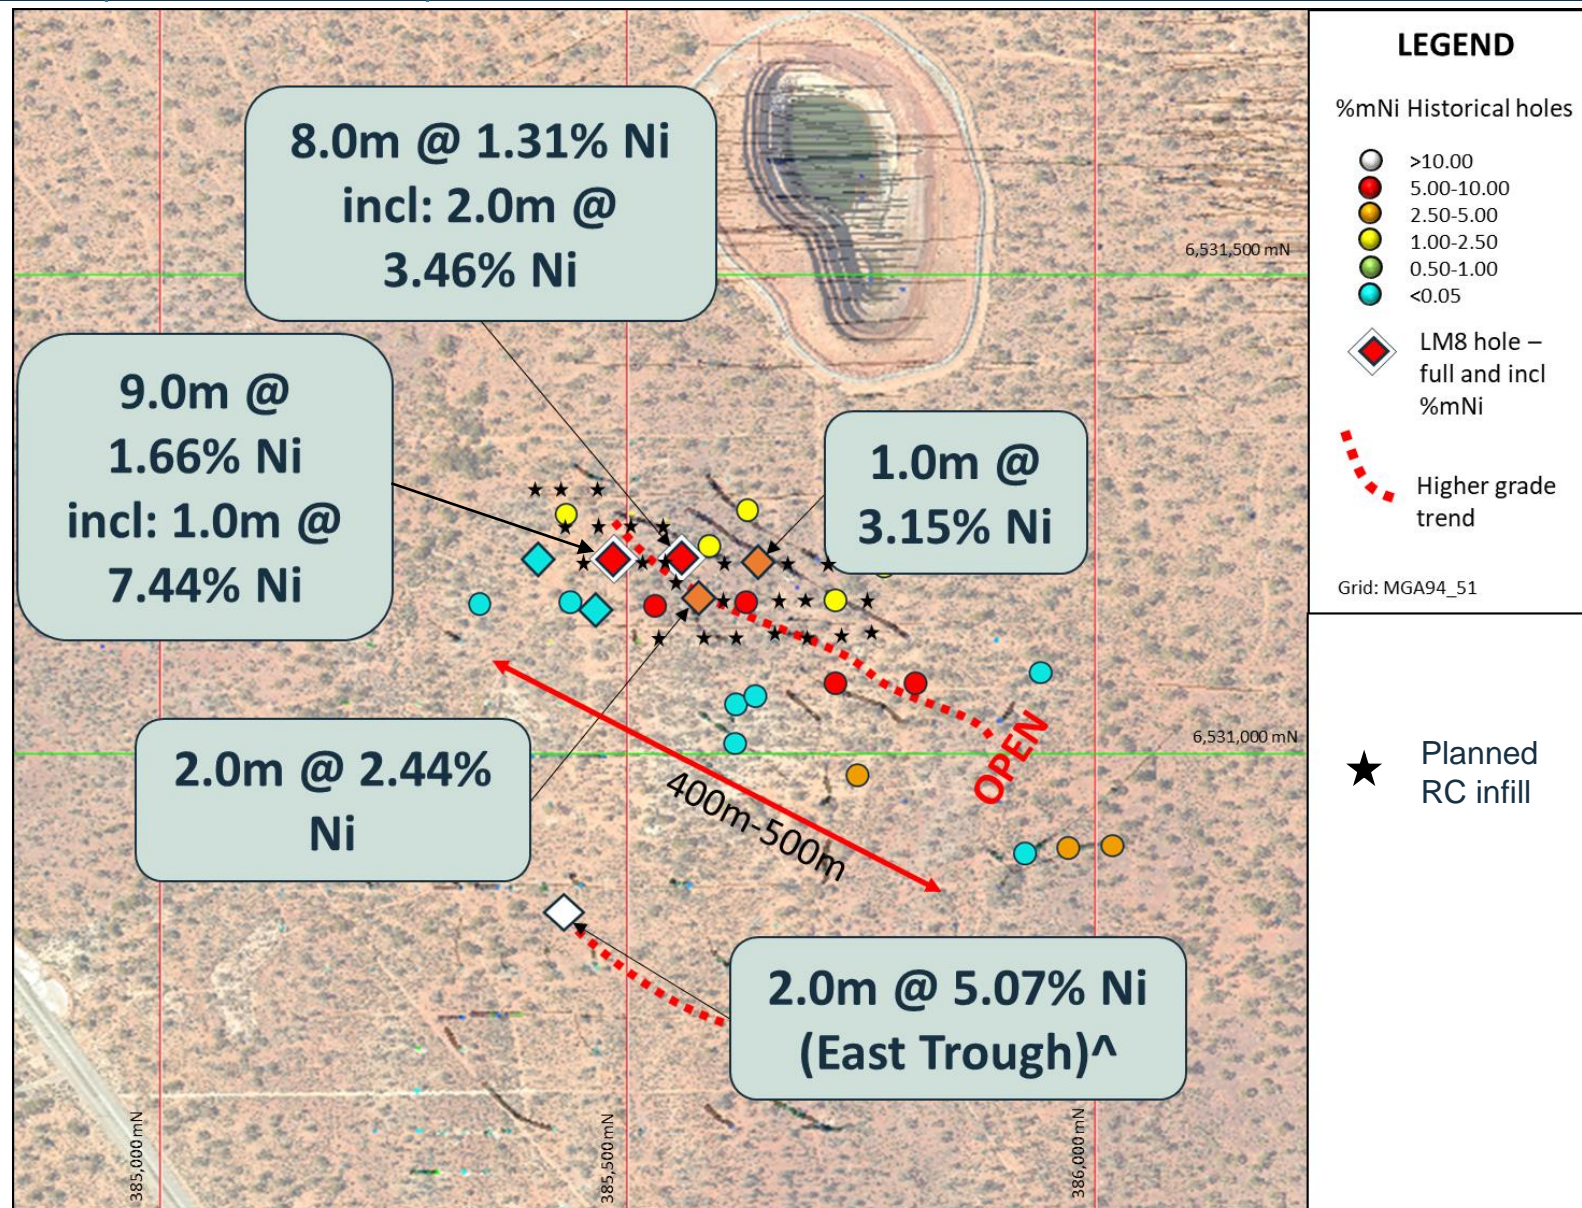 8.0m @ 1.31% Ni
incl: 2.0m @
3.46% Ni
9.0m @
1.66% Ni
incl: 1.0m @
7.44% Ni
1.0m @
3.15% Ni
2.0m @ 2.44%
Ni
2.0m @ 5.07% Ni
(East Trough)^
400m-500m
OPEN
6,531,500 mN
6,531,000 mN
385,000 mN
385,500 mN
386,000 mN
LEGEND
%mNi Historical holes
>10.00
5.00-10.00
2.50-5.00
1.00-2.50
0.50-1.00
<0.05
LM8 hole –
full and incl
%mNi
Higher grade
trend
Grid: MGA94_51
Planned
RC infill